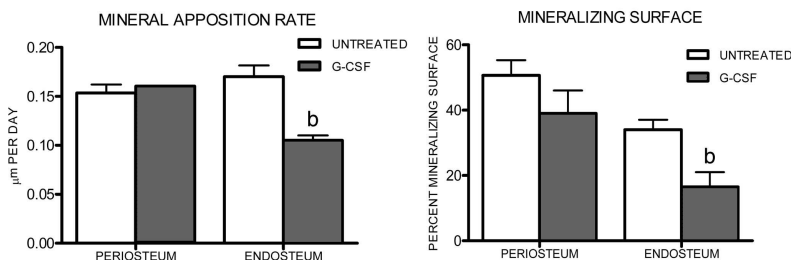 MINERAL APPOSITION RATE
UNTREATED
G-CSF
0.20
0.15
0.10
0.05
0.00
μm PER DAY
b
PERIOSTEUM
ENDOSTEUM
MINERALIZING SURFACE
UNTREATED
G-CSF
60
40
20
0
PERCENT MINERALIZING SURFACE
b
PERIOSTEUM
ENDOSTEUM